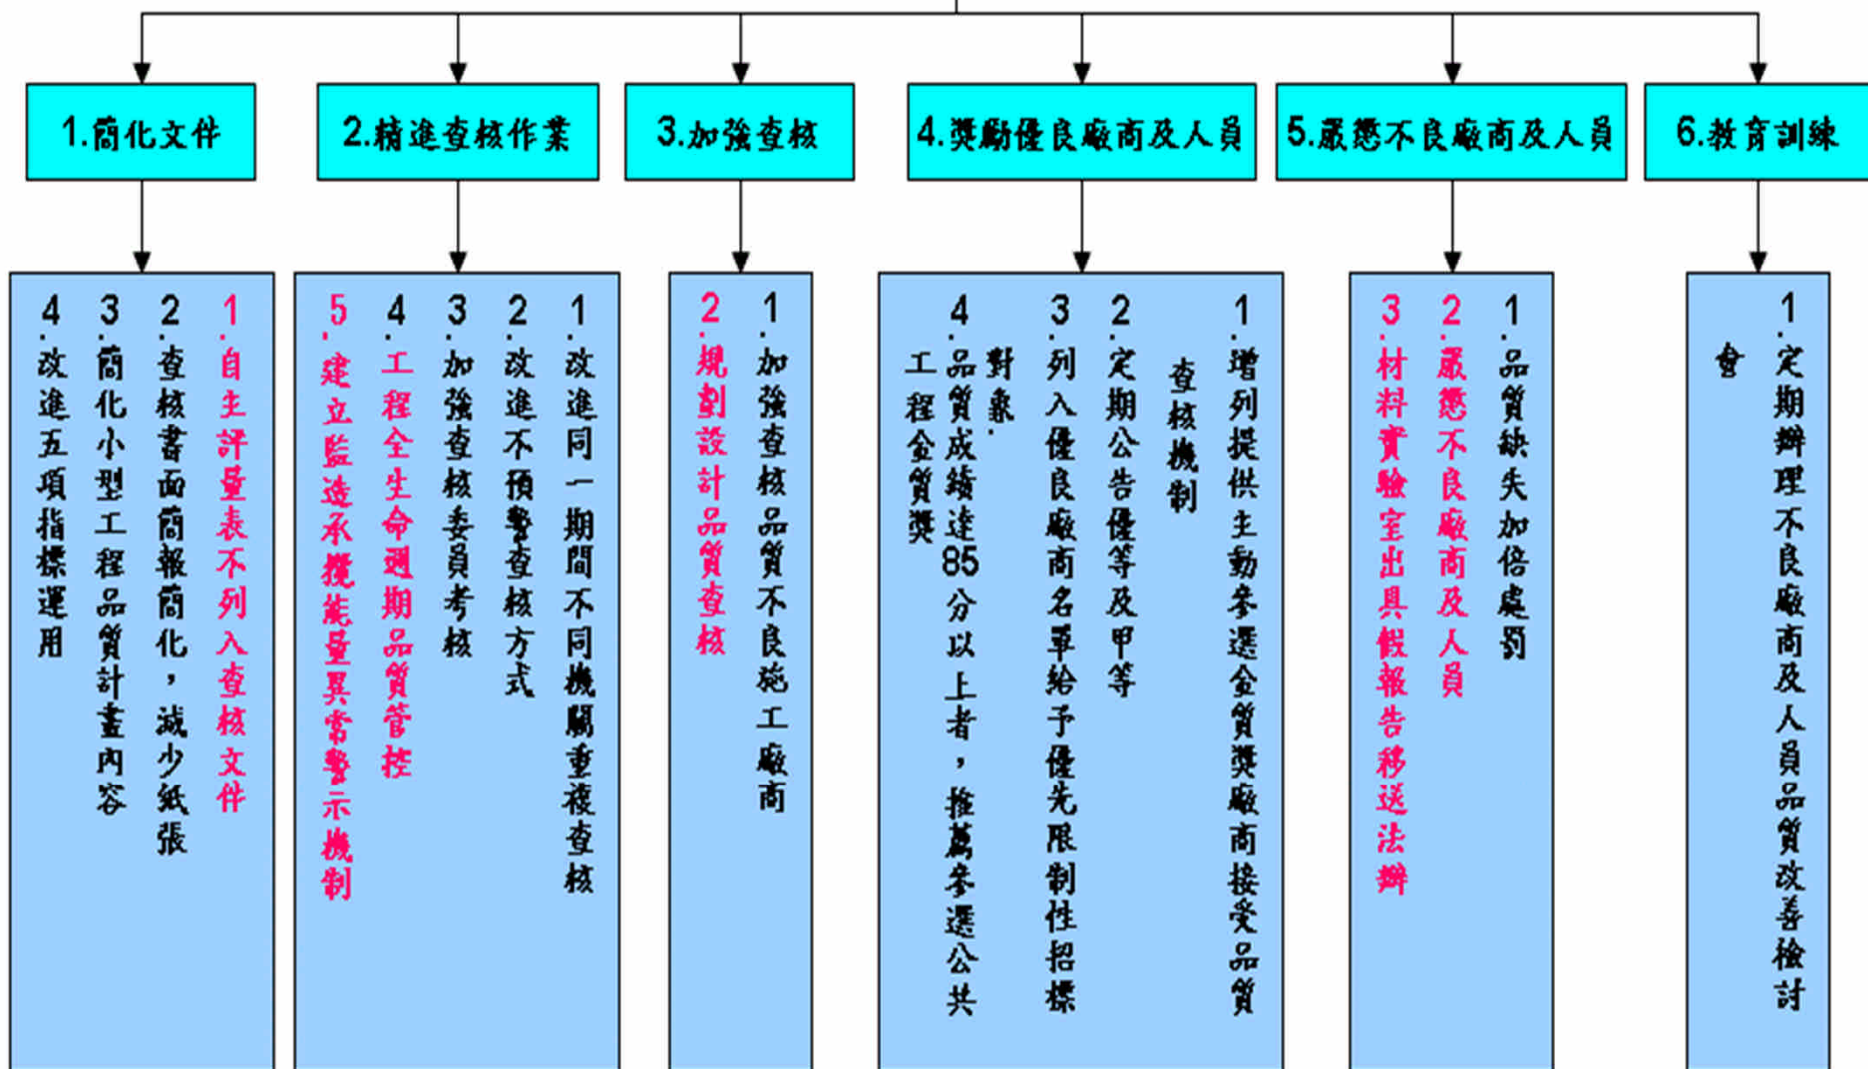 1.簡化文件
2.精進查核作業
3.加強查核
4.獎勵優良廠商及人員
5.嚴懲不良廠商及人員
6.教育訓練
1.自主評量表不列入查核文件
2.查核書面簡報簡化，減少紙張
3.簡化小型工程品質計畫內容
4.改進五項指標運用
1.改進同一期間不同機關重複查核
2.改進不預警查核方式
3.加強查核委員考核
4.工程全生命週期品質管控
5.建立監造承攬能量異常警示機制
1.加強查核品質不良施工廠商
2.規劃設計品質查核
1.增列提供主動參選金質獎廠商接受品質
查核機制
2.定期公告優等及甲等
3.列入優良廠商名單給予優先限制性招標
對象.
4.品質成績達85分以上者，推薦參選公共
工程金質獎
1.品質缺失加倍處罰
2.嚴懲不良廠商及人員
3.材料實驗室出具假報告移送法辦
1.定期辦理不良廠商及人員品質改善檢討
會